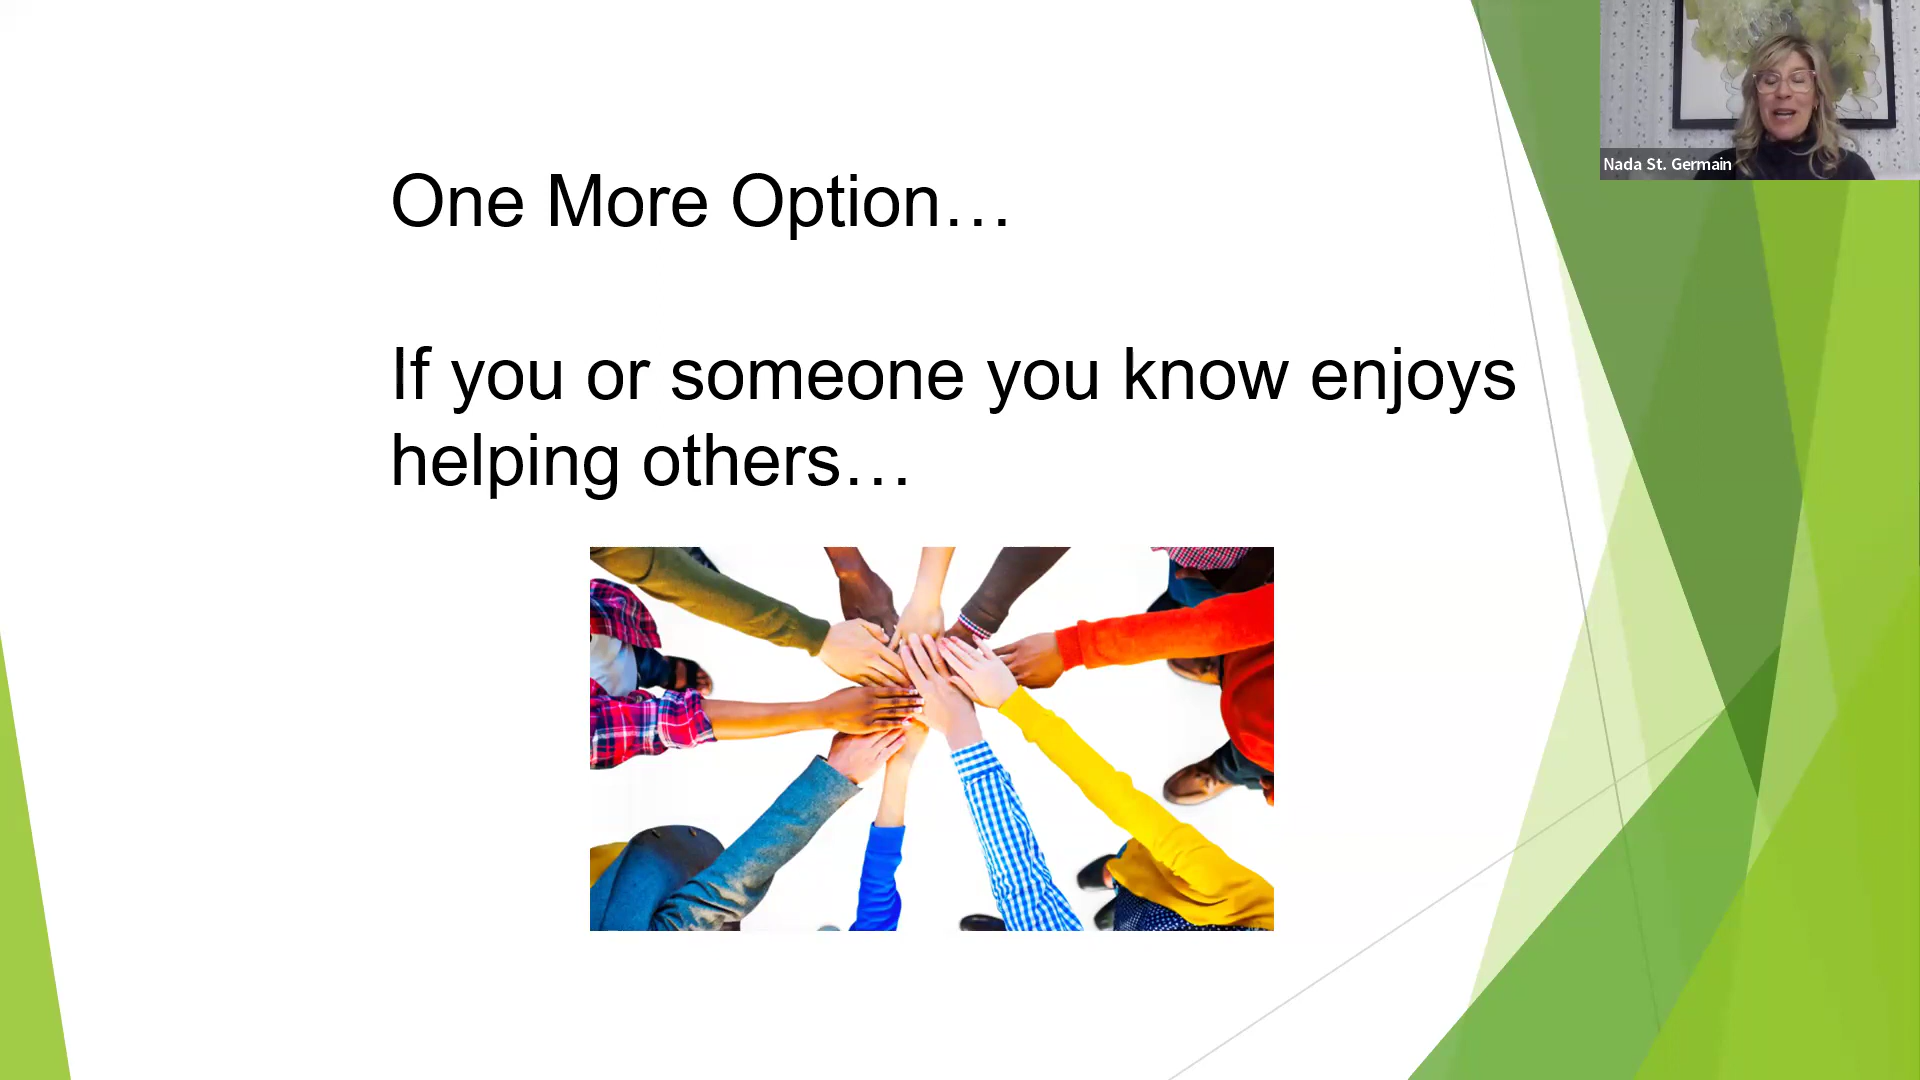 One More Option…
If you or someone you know enjoys
helping others…
Nada St. Germain